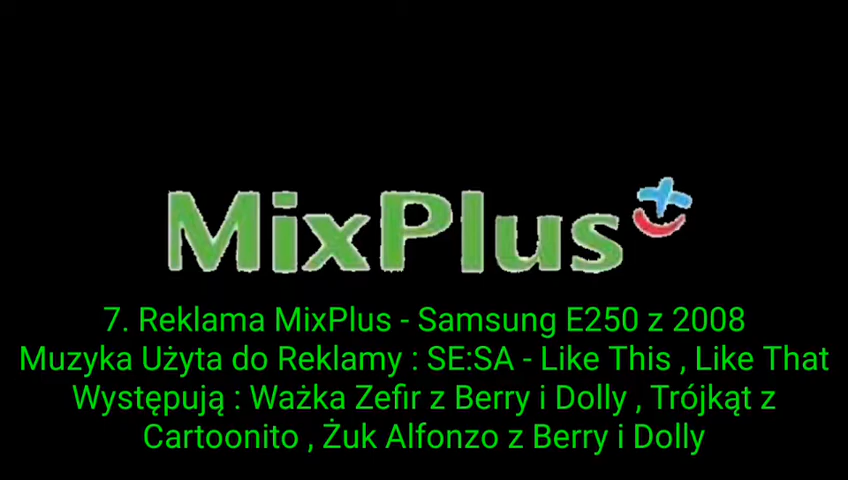 MixPlus
7. Reklama MixPlus - Samsung E250 z 2008
Muzyka Użyta do Reklamy : SE:SA - Like This , Like That
Występują : Ważka Zefir z Berry i Dolly , Trójkąt z
Cartoonito , Żuk Alfonzo z Berry i Dolly